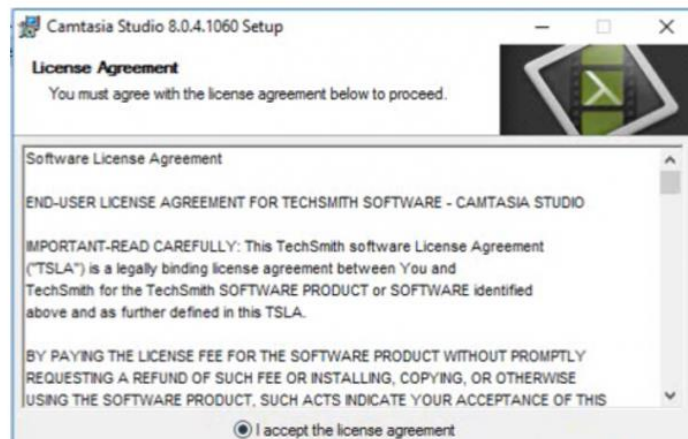 Camtasia Studio 8.0.4.1060 Setup
License Agreement
You must agree with the license agreement below to proceed.
Software License Agreement
END-USER LICENSE AGREEMENT FOR TECHSMITH SOFTWARE - CAMTASIA STUDIO
IMPORTANT-READ CAREFULLY: This TechSmith software License Agreement
("TSLA") is a legally binding license agreement between You and
TechSmith for the TechSmith SOFTWARE PRODUCT or SOFTWARE identified
above and as further defined in this TSLA.
BY PAYING THE LICENSE FEE FOR THE SOFTWARE PRODUCT WITHOUT PROMPTLY
REQUESTING A REFUND OF SUCH FEE OR INSTALLING, COPYING, OR OTHERWISE
USING THE SOFTWARE PRODUCT, SUCH ACTS INDICATE YOUR ACCEPTANCE OF THIS
I accept the license agreement